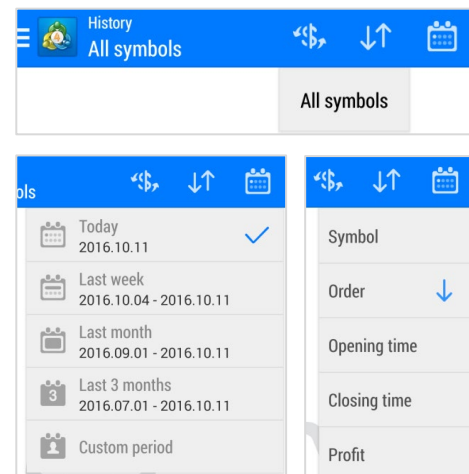 History
All symbols
All symbols
ols
Today
2016.10.11
Last week
2016.10.04 - 2016.10.11
Last month
2016.09.01 - 2016.10.11
3
Last 3 months
2016.07.01 - 2016.10.11
Custom period
Symbol
Order
Opening time
Closing time
Profit